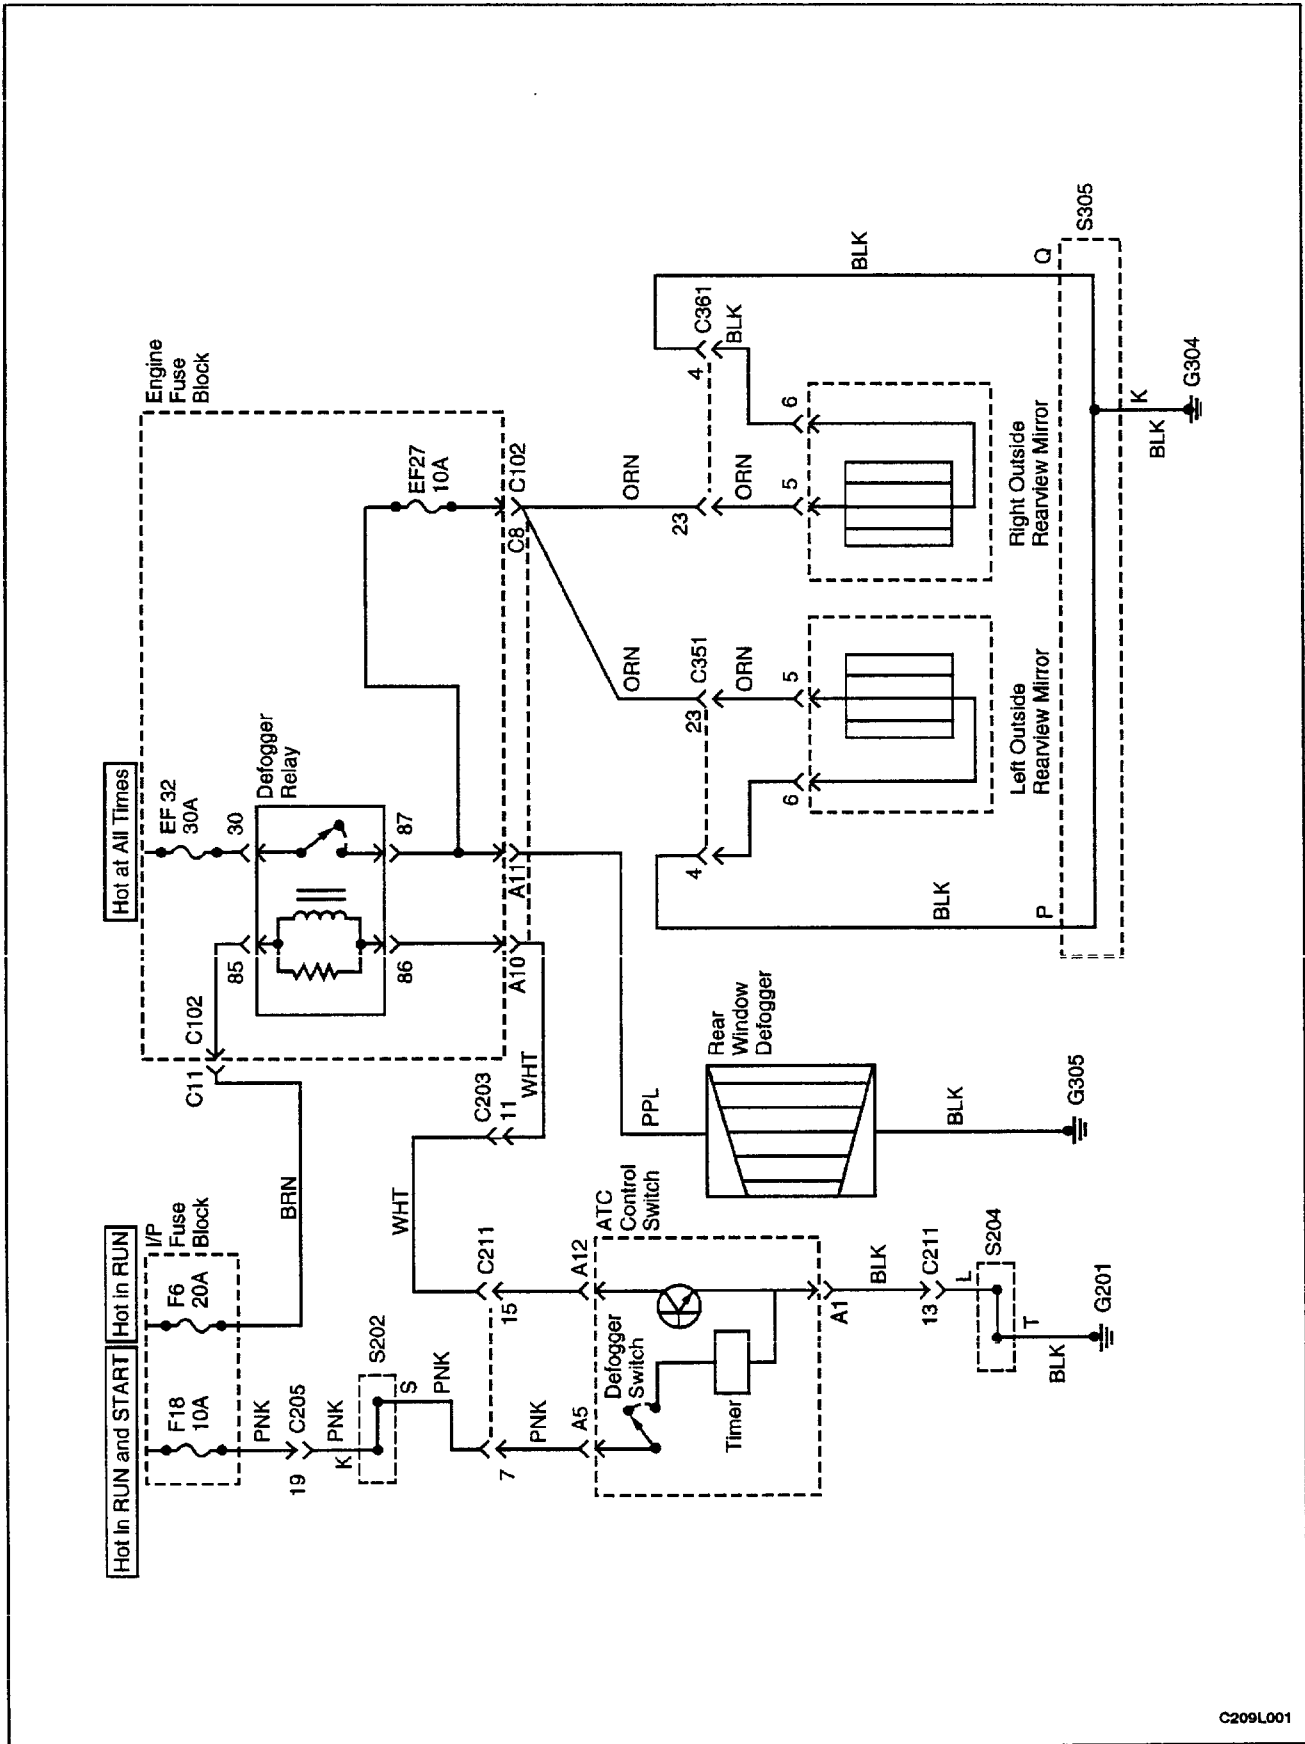 Hot In RUN and START
Hot in RUN
Hot at All Times
I/P
Fuse
Block
F18
10A
F6
20A
Engine
Fuse
Block
EF 32
30A
Defogger
Relay
30
87
85
86
EF27
10A
C11
C102
C8
C102
A10
A11
PNK
19
C205
PNK
K
S202
S
PNK
BRN
WHT
C203
11
WHT
7
PNK
C211
15
A5
A12
ATC
Control
Switch
Defogger
Switch
Timer
A1
BLK
13
C211
L
S204
T
BLK
G201
PPL
Rear
Window
Defogger
BLK
G305
ORN
ORN
23
C351
ORN
4
5
6
Left Outside
Rearview Mirror
23
ORN
4
C361
BLK
5
6
Right Outside
Rearview Mirror
BLK
BLK
P
Q
S305
K
BLK
G304
C209L001